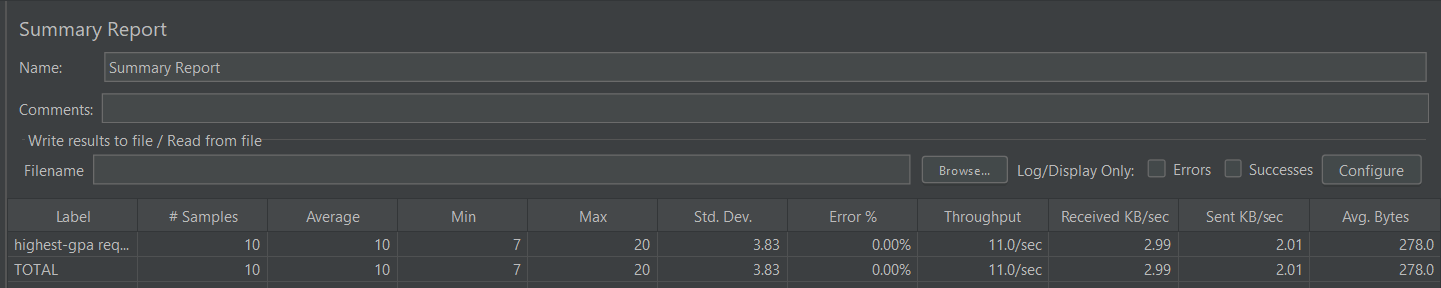 Summary Report
Name: Summary Report
Comments:
Write results to file / Read from file
Filename Browse... Log/Display Only: Errors Successes Configure
Label # Samples Average Min Max Std. Dev. Error % Throughput Received KB/sec Sent KB/sec Avg. Bytes
highest-gpa req... 10 10 7 20 3.83 0.00% 11.0/sec 2.99 2.01 278.0
TOTAL 10 10 7 20 3.83 0.00% 11.0/sec 2.99 2.01 278.0